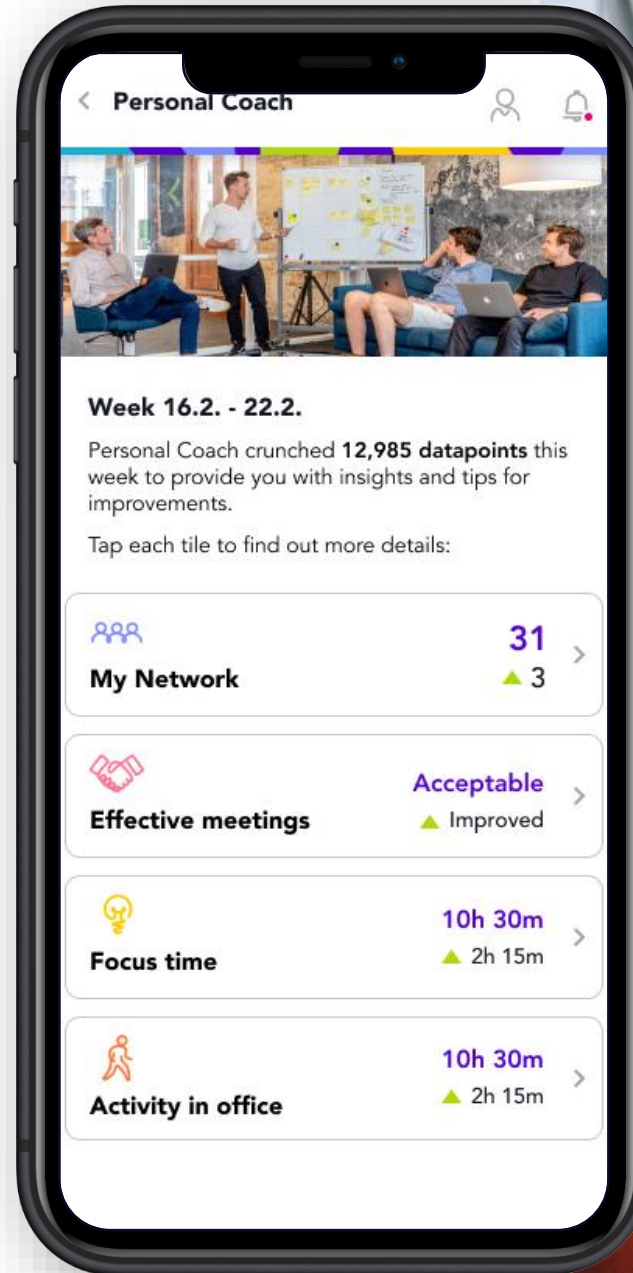 Personal Coach
Week 16.2. - 22.2.
Personal Coach crunched 12,985 datapoints this
week to provide you with insights and tips for
improvements.
Tap each tile to find out more details:
31
My Network
3
Acceptable
Effective meetings
Improved
10h 30m
Focus time
2h 15m
10h 30m
Activity in office
2h 15m